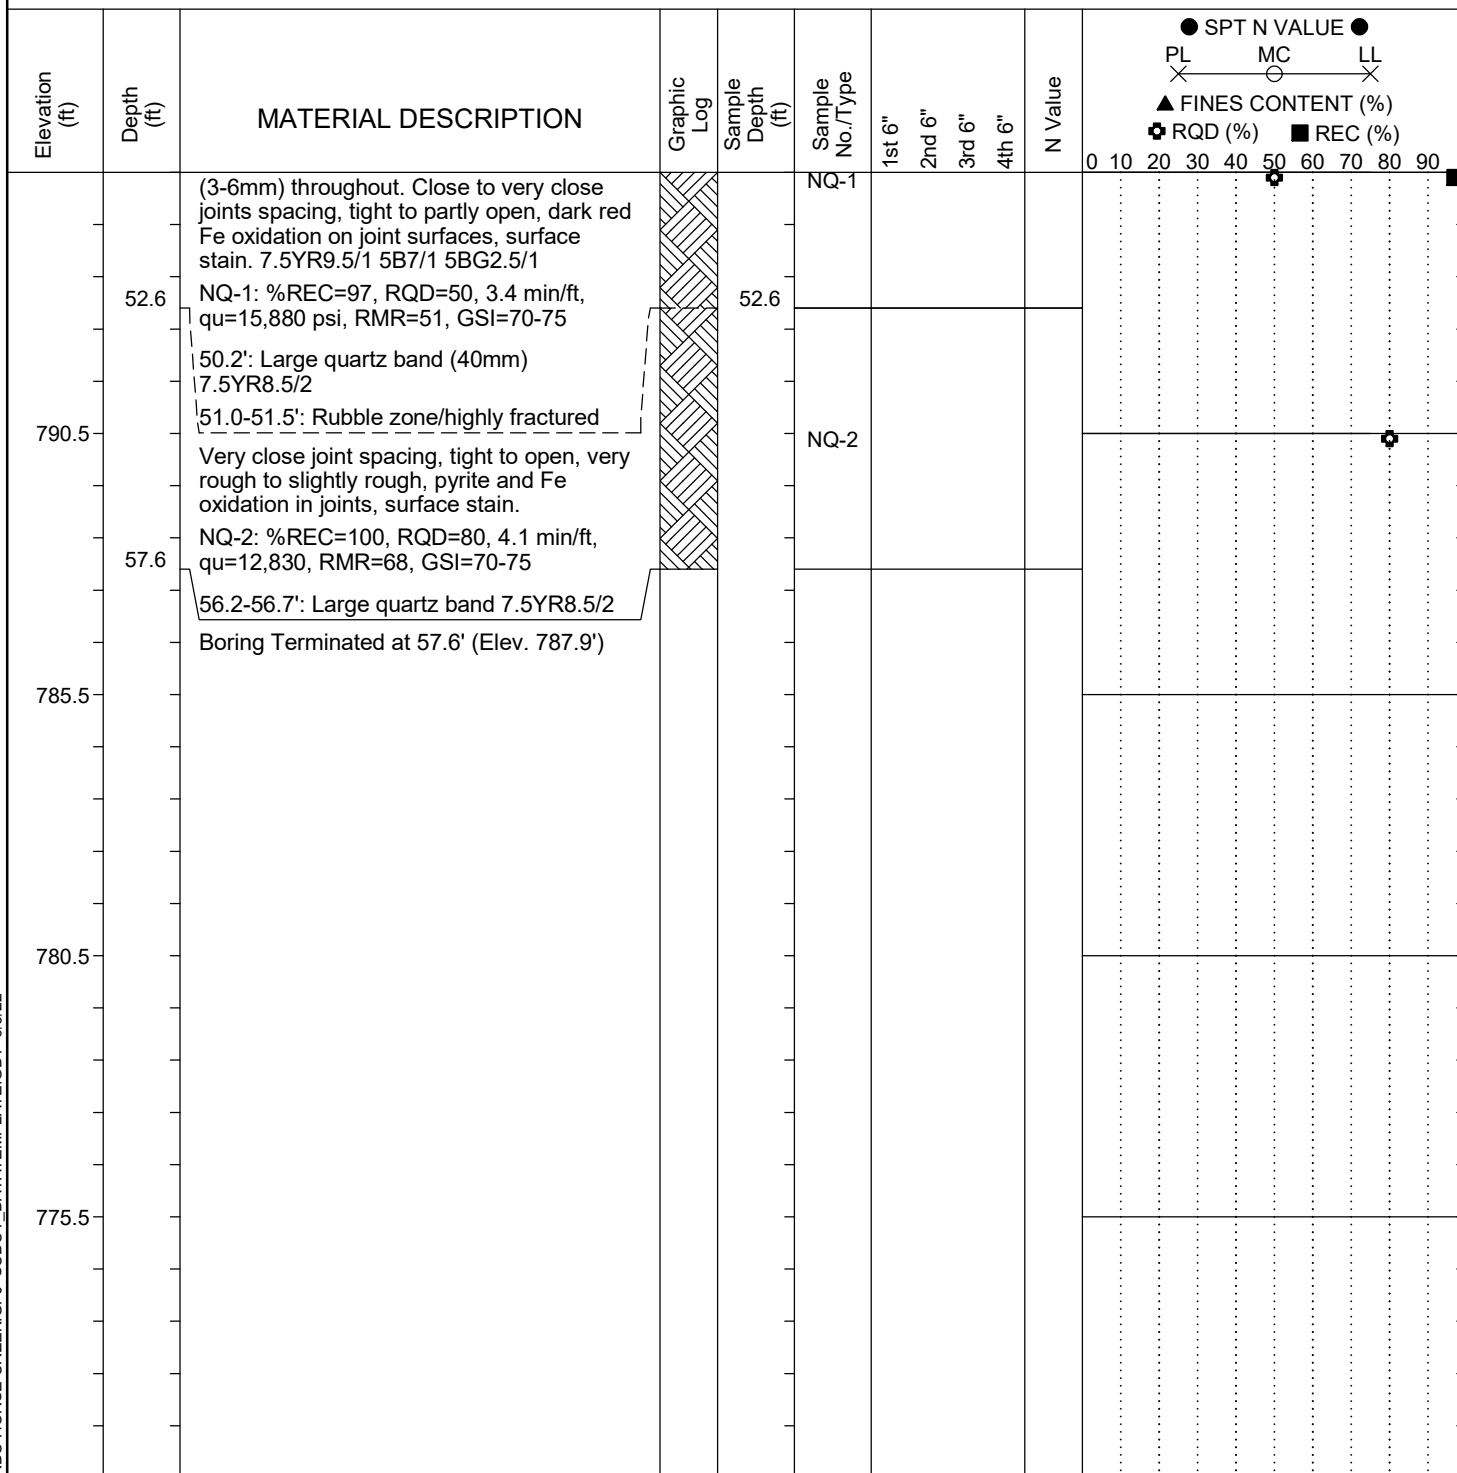 Elevation (ft)
Depth (ft)
MATERIAL DESCRIPTION
Graphic Log
Sample Depth (ft)
Sample No./Type
1st 6"
2nd 6"
3rd 6"
4th 6"
N Value
● SPT N VALUE ●
PL MC LL
▲ FINES CONTENT (%)
RQD (%) ■ REC (%)
0 10 20 30 40 50 60 70 80 90
(3-6mm) throughout. Close to very close
joints spacing, tight to partly open, dark red
Fe oxidation on joint surfaces, surface
stain. 7.5YR9.5/1 5B7/1 5BG2.5/1
NQ-1
52.6
NQ-1: %REC=97, RQD=50, 3.4 min/ft,
qu=15,880 psi, RMR=51, GSI=70-75
52.6
50.2': Large quartz band (40mm)
7.5YR8.5/2
51.0-51.5': Rubble zone/highly fractured
790.5
NQ-2
Very close joint spacing, tight to open, very
rough to slightly rough, pyrite and Fe
oxidation in joints, surface stain.
57.6
NQ-2: %REC=100, RQD=80, 4.1 min/ft,
qu=12,830, RMR=68, GSI=70-75
56.2-56.7': Large quartz band 7.5YR8.5/2
Boring Terminated at 57.6' (Elev. 787.9')
785.5
780.5
775.5